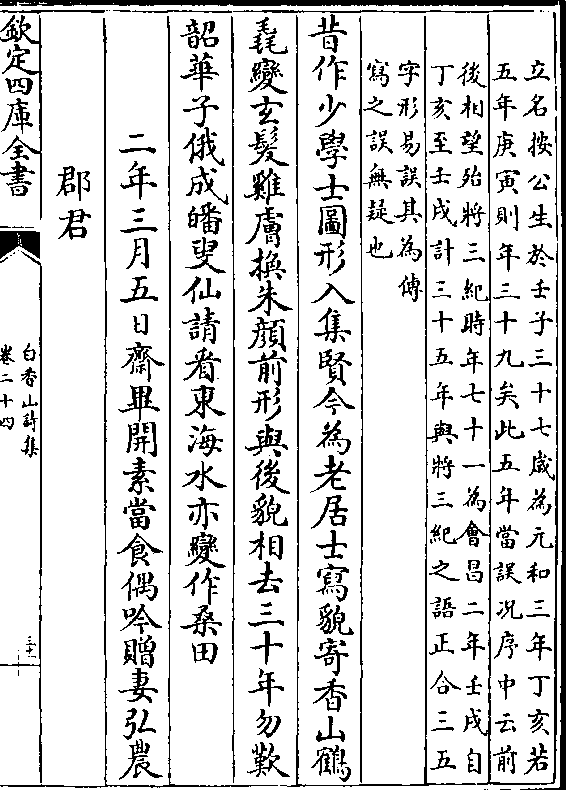 立名按公生於壬子三十七歲為元和三年丁亥若
五年庚寅則年三十九矣此五年當誤况序中云前
後相望殆將三紀時年七十一為會昌二年壬戌自
丁亥至壬戌計三十五年與將三紀之語正合三五
字形易誤其為傳
寫之誤無疑也
昔作少學士圖形入集賢今為老居士寫貌寄香山鶴
毳變玄髮雞膚換朱顏前形與後貌相去三十年勿歎
韶華子俄成皤叟仙請看東海水亦變作桑田
二年三月五日齋畢開素當食偶吟贈妻弘農
郡君
欽定四庫全書
白香山詩集
卷二十四